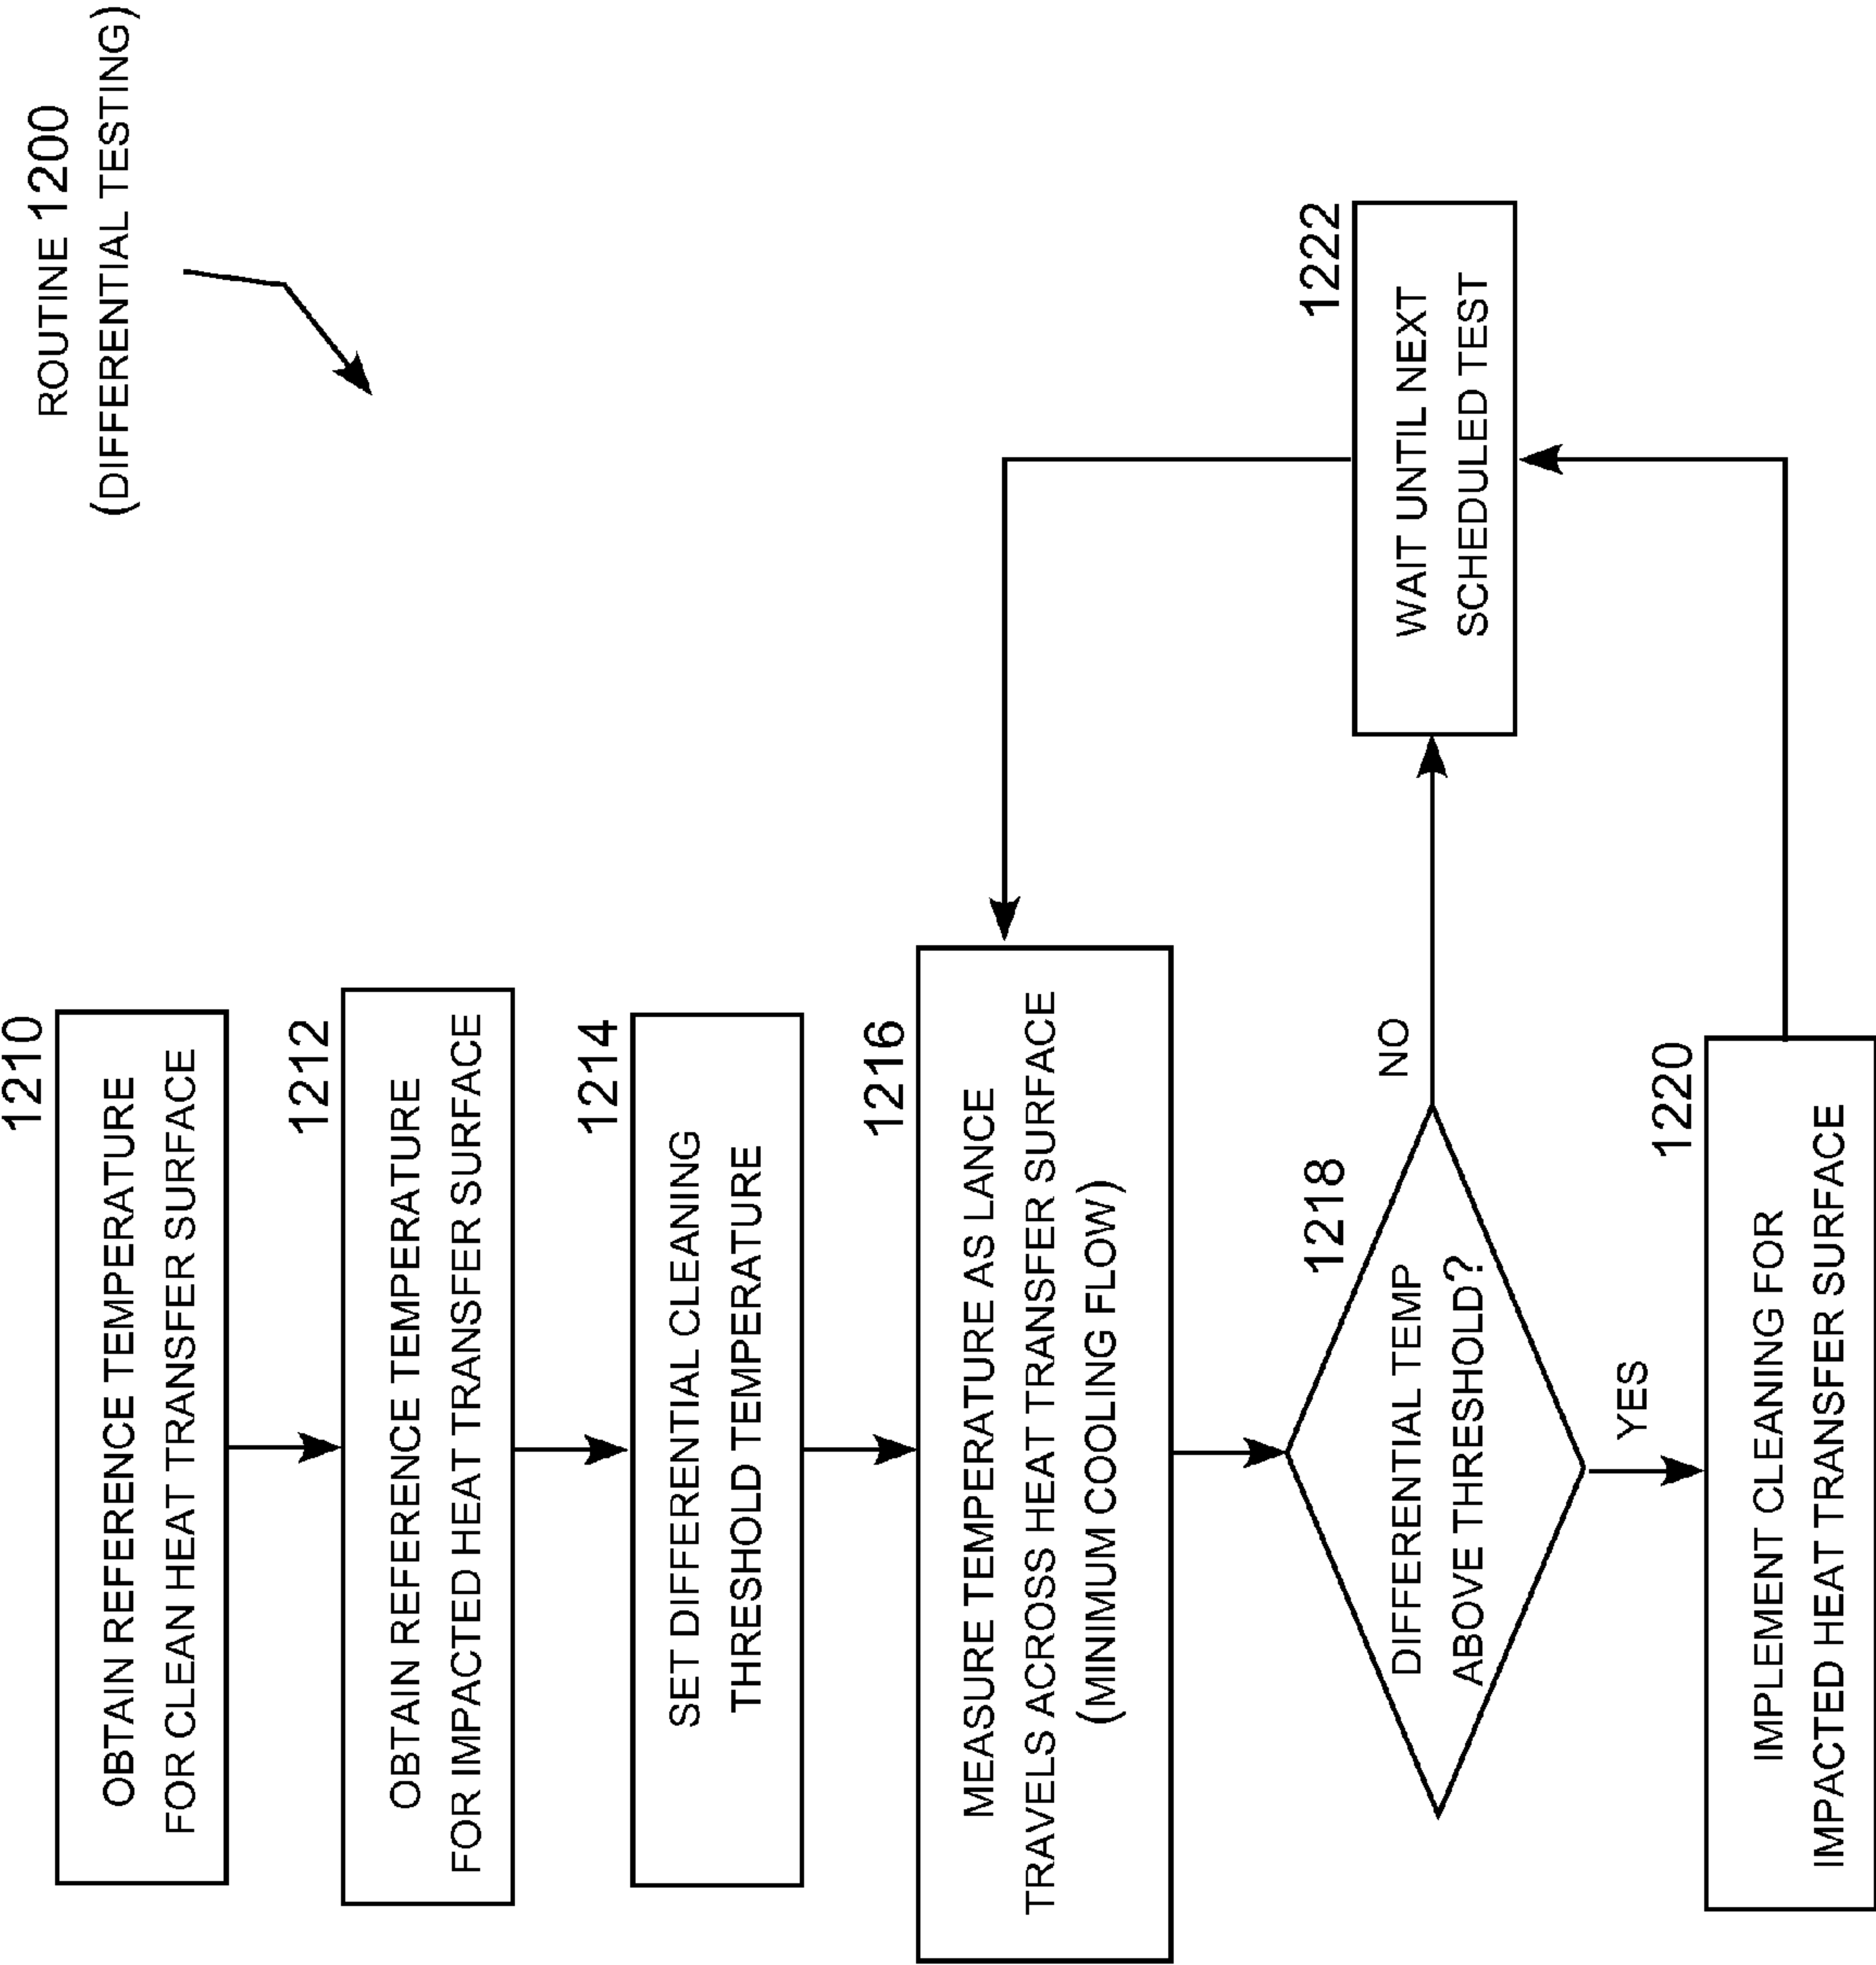 ROUTINE 1200
(DIFFERENTIAL TESTING)
1210
OBTAIN REFERENCE TEMPERATURE
FOR CLEAN HEAT TRANSFER SURFACE
1212
OBTAIN REFERENCE TEMPERATURE
FOR IMPACTED HEAT TRANSFER SURFACE
1214
SET DIFFERENTIAL CLEANING
THRESHOLD TEMPERATURE
1216
MEASURE TEMPERATURE AS LANCE
TRAVELS ACROSS HEAT TRANSFER SURFACE
(MINIMUM COOLING FLOW)
1218
DIFFERENTIAL TEMP
ABOVE THRESHOLD?
NO
YES
1222
WAIT UNTIL NEXT
SCHEDULED TEST
1220
IMPLEMENT CLEANING FOR
IMPACTED HEAT TRANSFER SURFACE